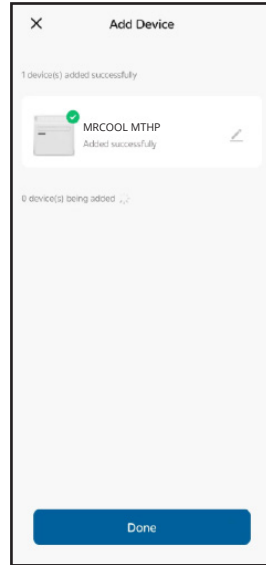 Add Device
1 device(s) added successfully
MRCOOL MTHP
Added successfully
0 device(s) being added
Done